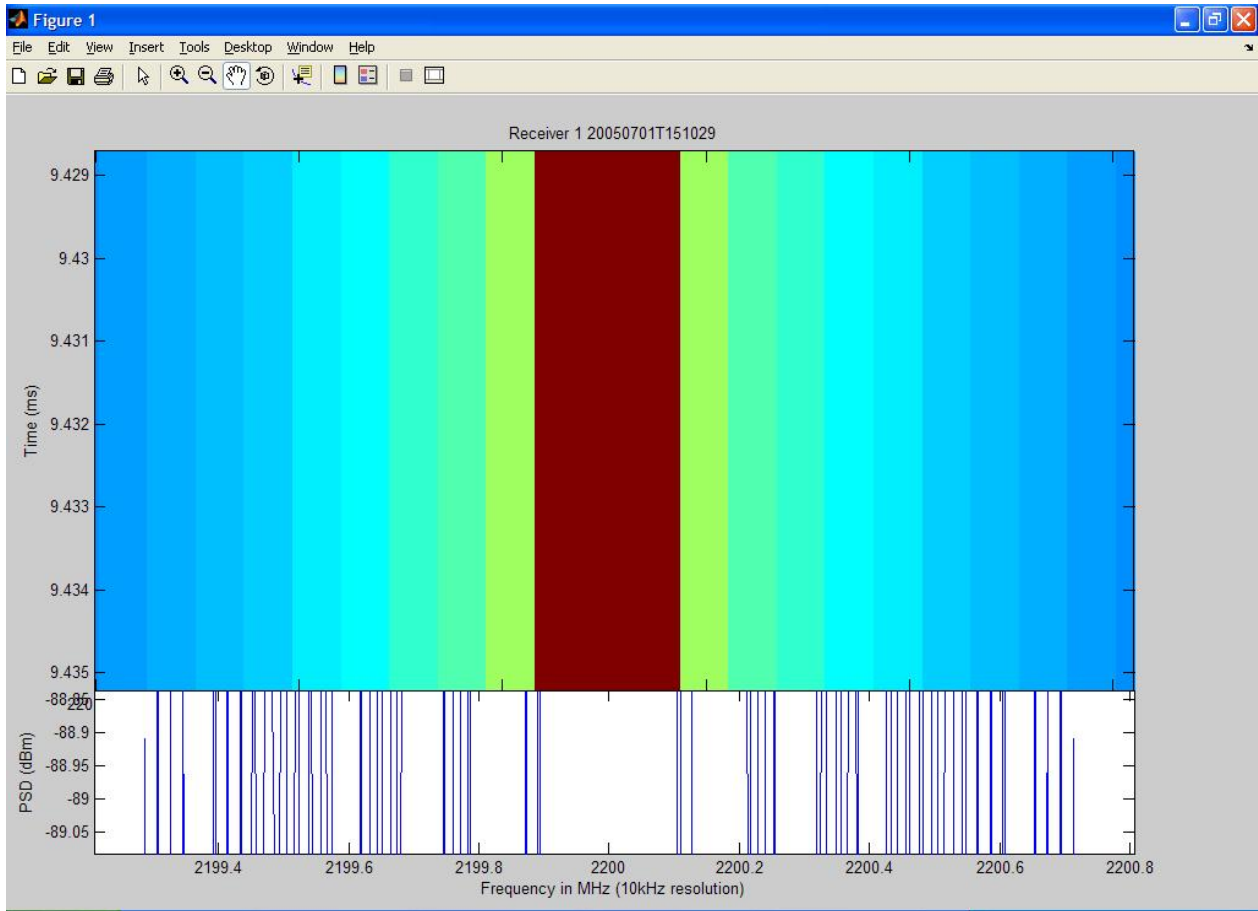 Figure 1
File Edit View Insert Tools Desktop Window Help
Receiver 1 20050701T151029
9.429
9.43
9.431
9.432
9.433
9.434
9.435
Time (ms)
-88.85
220
-88.9
-88.95
-89
-89.05
PSD (dBm)
2199.4 2199.6 2199.8 2200 2200.2 2200.4 2200.6 2200.8
Frequency in MHz (10kHz resolution)